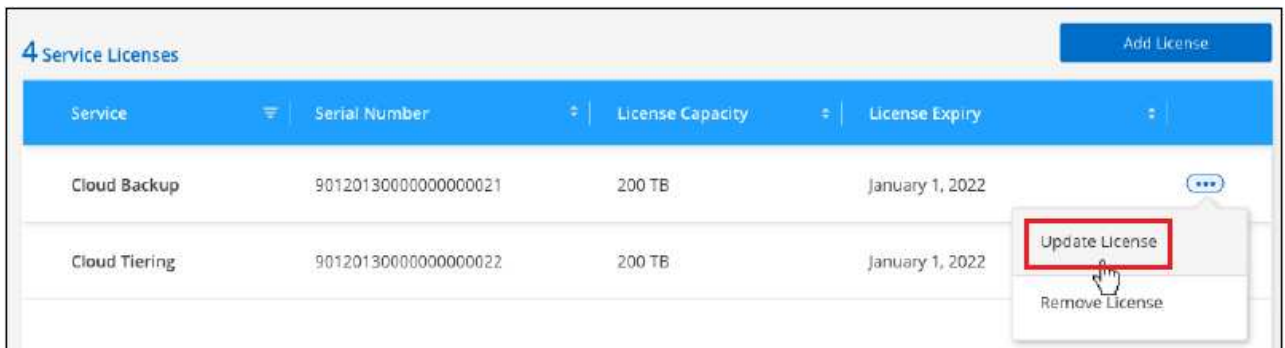 4 Service Licenses
Add License
Service Serial Number License Capacity License Expiry
Cloud Backup 90120130000000000021 200 TB January 1, 2022
Update License
Cloud Tiering 90120130000000000022 200 TB January 1, 2022
Remove License